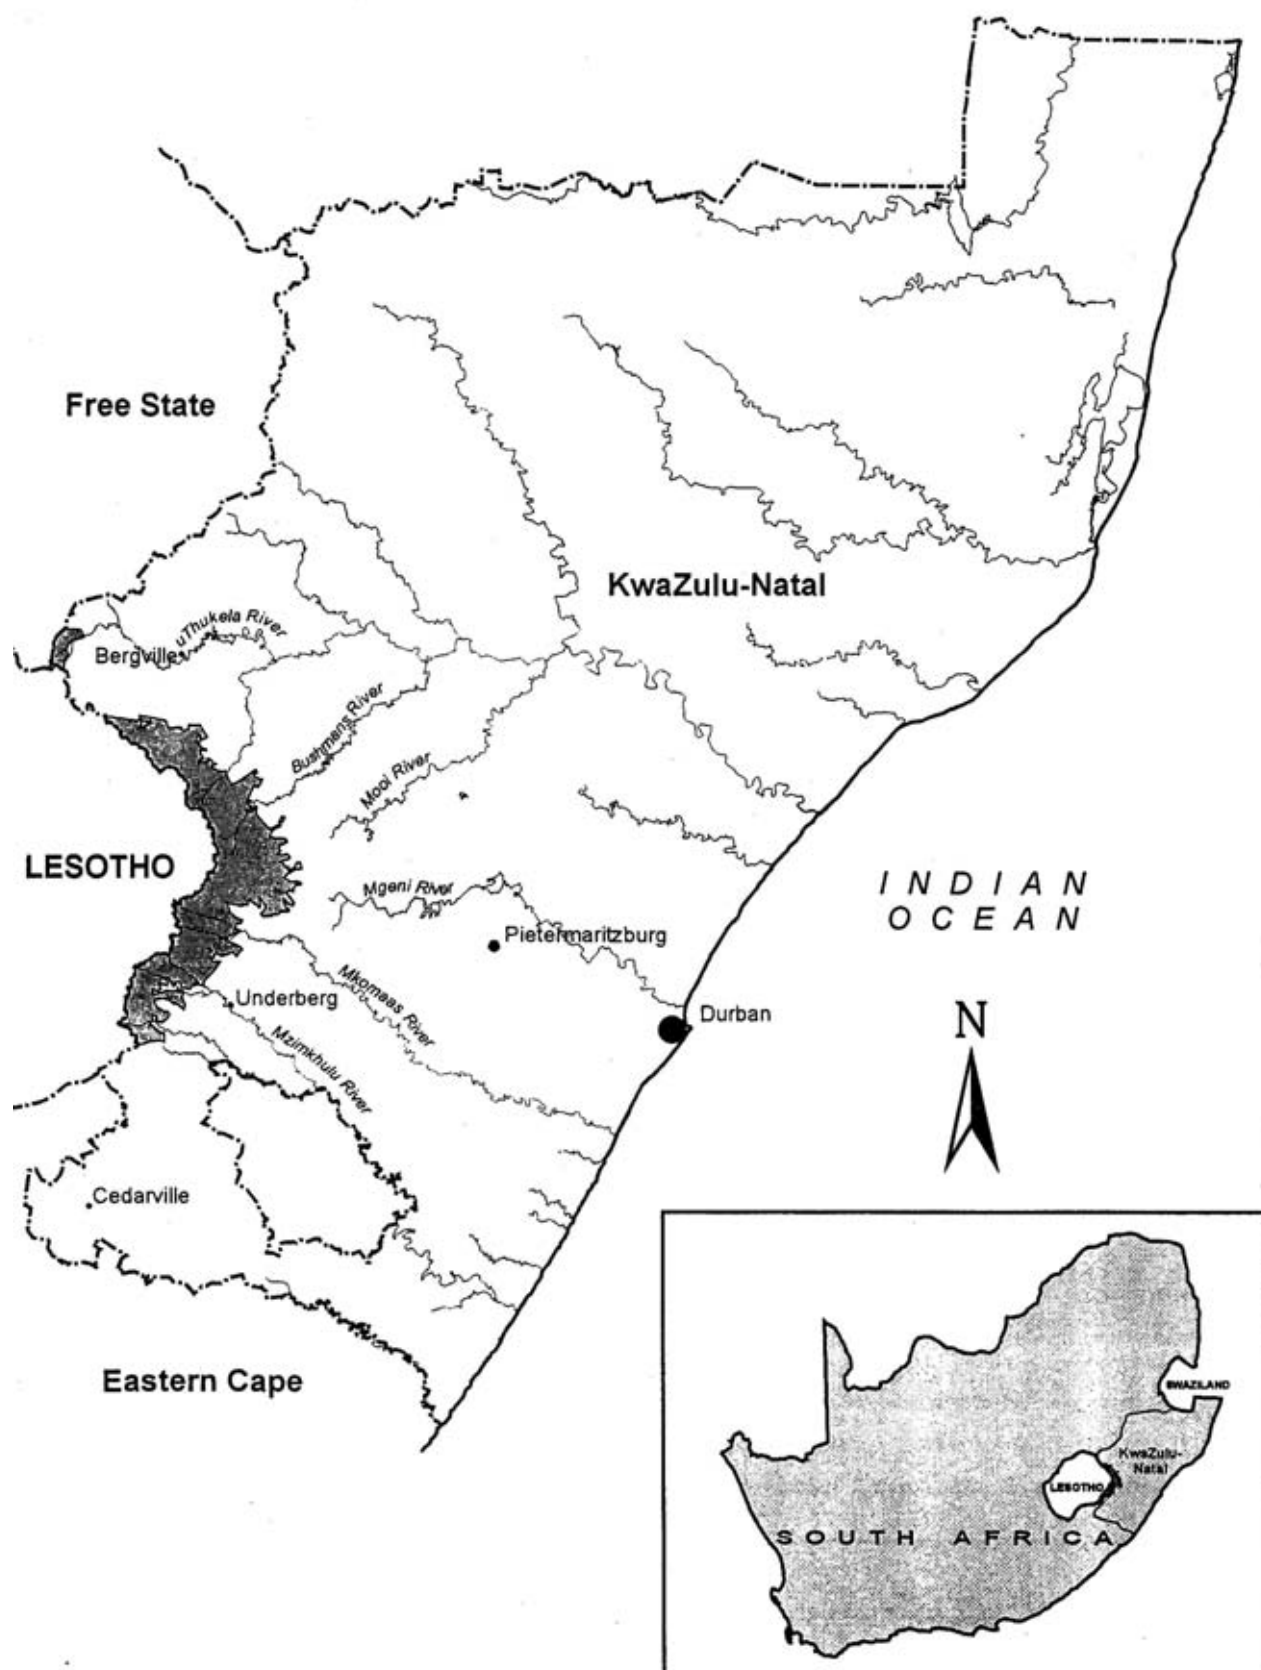 Free State
KwaZulu-Natal
uThukela River
Bergville
Bushmens River
Mooi River
LESOTHO
INDIAN
OCEAN
Mgeni River
Pietermaritzburg
Mkomaas River
Underberg
Durban
N
Mzimkhulu River
Cedarville
Eastern Cape
SWAZILAND
KwaZulu-
Natal
LESOTHO
SOUTH AFRICA